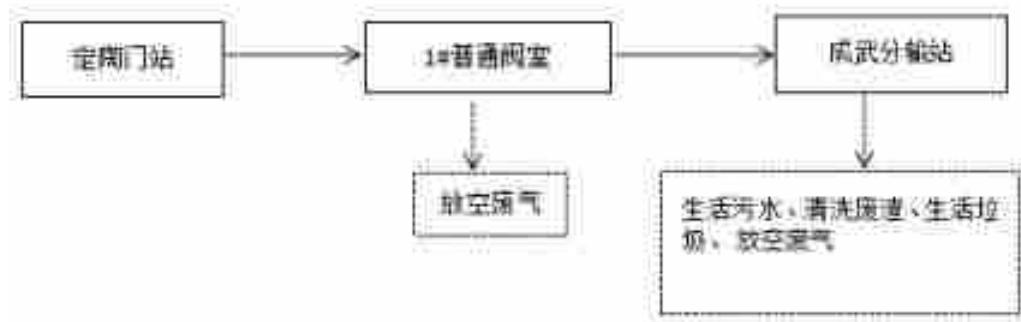 定陶门站
1#普通阀室
成武分输站
放空废气
生活污水、清洗废渣、生活垃
圾、放空废气